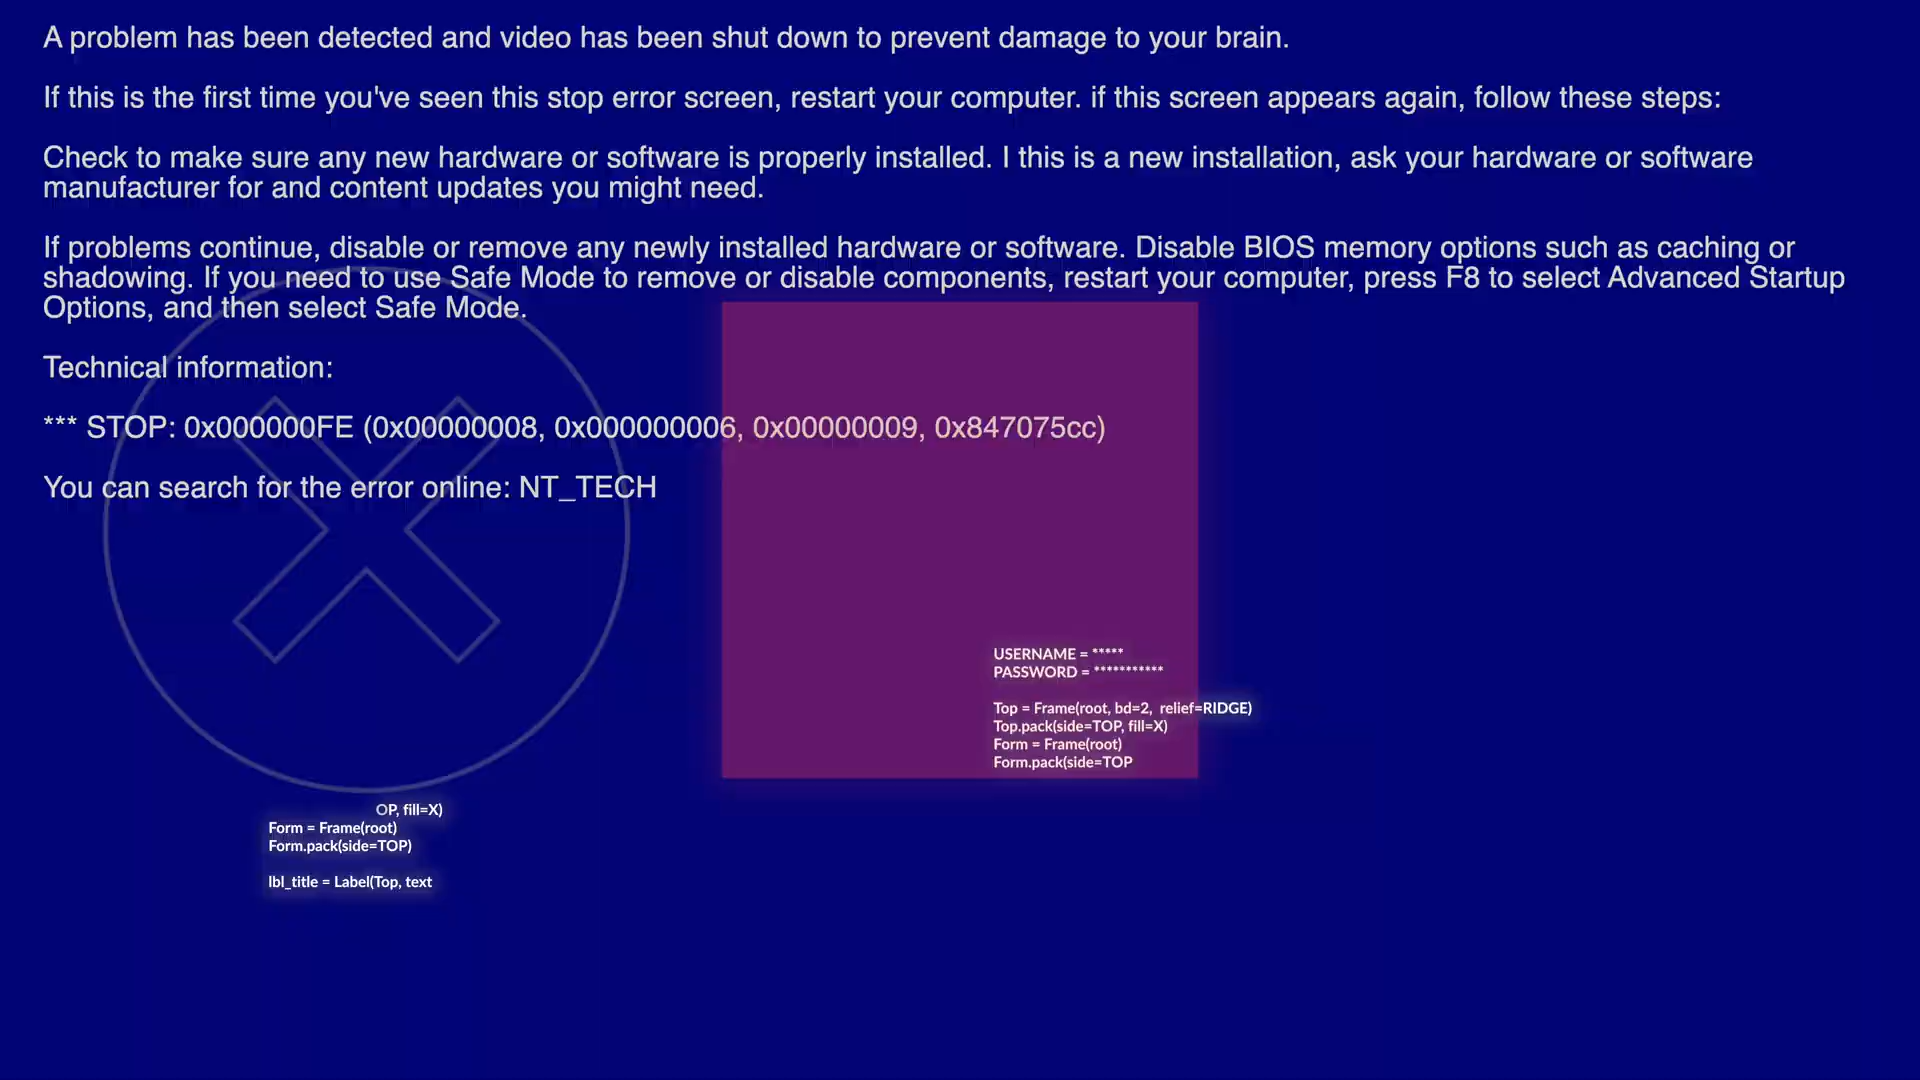 A problem has been detected and video has been shut down to prevent damage to your brain.
If this is the first time you've seen this stop error screen, restart your computer. if this screen appears again, follow these steps:
Check to make sure any new hardware or software is properly installed. I this is a new installation, ask your hardware or software
manufacturer for and content updates you might need.
If problems continue, disable or remove any newly installed hardware or software. Disable BIOS memory options such as caching or
shadowing. If you need to use Safe Mode to remove or disable components, restart your computer, press F8 to select Advanced Startup
Options, and then select Safe Mode.
Technical information:
*** STOP: 0x000000FE (0x00000008, 0x000000006, 0x00000009, 0x847075cc)
You can search for the error online: NT_TECH
USERNAME = *****
PASSWORD = ***********
Top = Frame(root, bd=2,  relief=RIDGE)
Top.pack(side=TOP, fill=X)
Form = Frame(root)
Form.pack(side=TOP
OP, fill=X)
Form = Frame(root)
Form.pack(side=TOP)
lbl_title = Label(Top, text